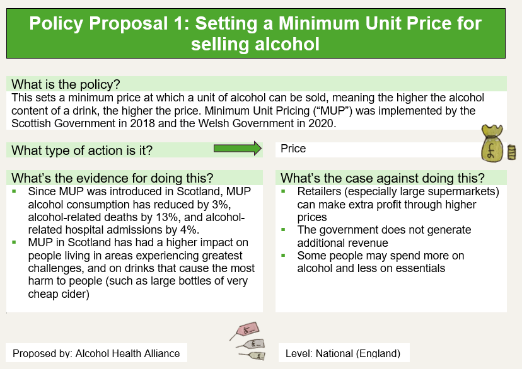 Policy Proposal 1: Setting a Minimum Unit Price for
selling alcohol
What is the policy?
This sets a minimum price at which a unit of alcohol can be sold, meaning the higher the alcohol
content of a drink, the higher the price. Minimum Unit Pricing (“MUP”) was implemented by the
Scottish Government in 2018 and the Welsh Government in 2020.
What type of action is it?
Price
£
What’s the evidence for doing this?
▪ Since MUP was introduced in Scotland, MUP
alcohol consumption has reduced by 3%,
alcohol-related deaths by 13%, and alcohol-
related hospital admissions by 4%.
▪ MUP in Scotland has had a higher impact on
people living in areas experiencing greatest
challenges, and on drinks that cause the most
harm to people (such as large bottles of very
cheap cider)
What’s the case against doing this?
▪ Retailers (especially large supermarkets)
can make extra profit through higher
prices
▪ The government does not generate
additional revenue
▪ Some people may spend more on
alcohol and less on essentials
Proposed by: Alcohol Health Alliance
Level: National (England)